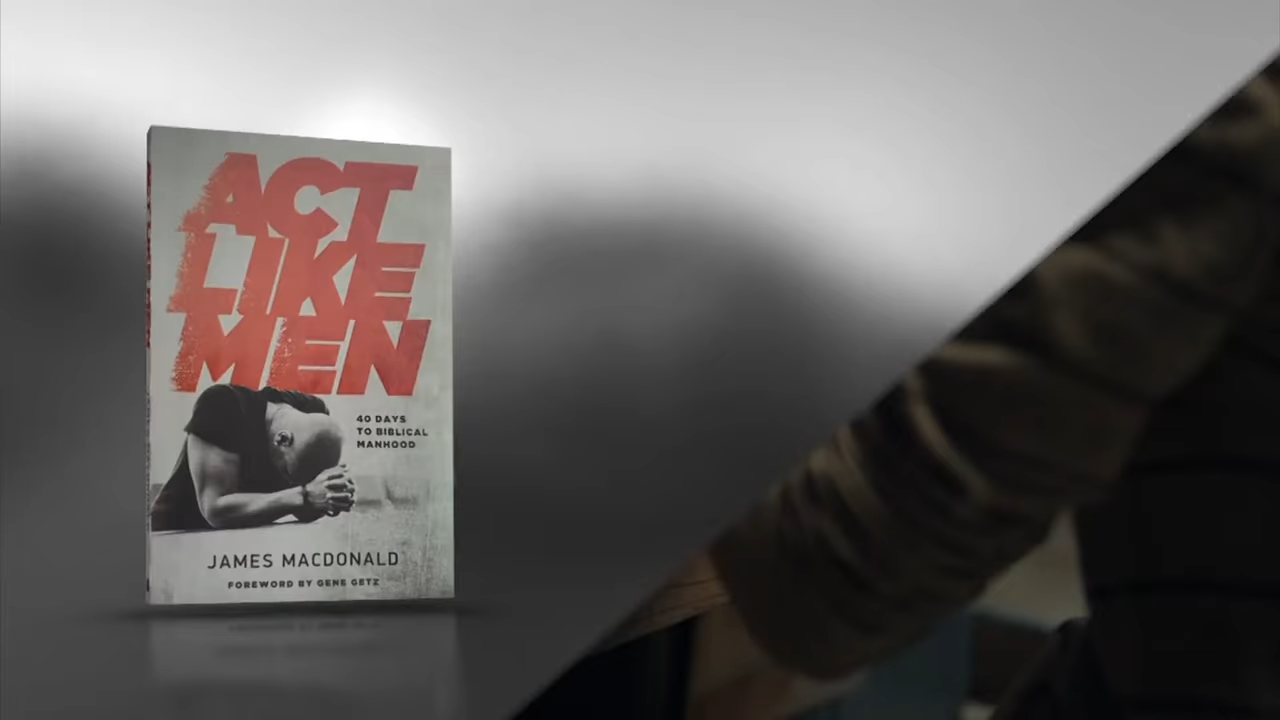 ACT
LIKE
MEN
40 DAYS
TO BIBLICAL
MANHOOD
JAMES MACDONALD
FOREWORD BY GENE GETZ